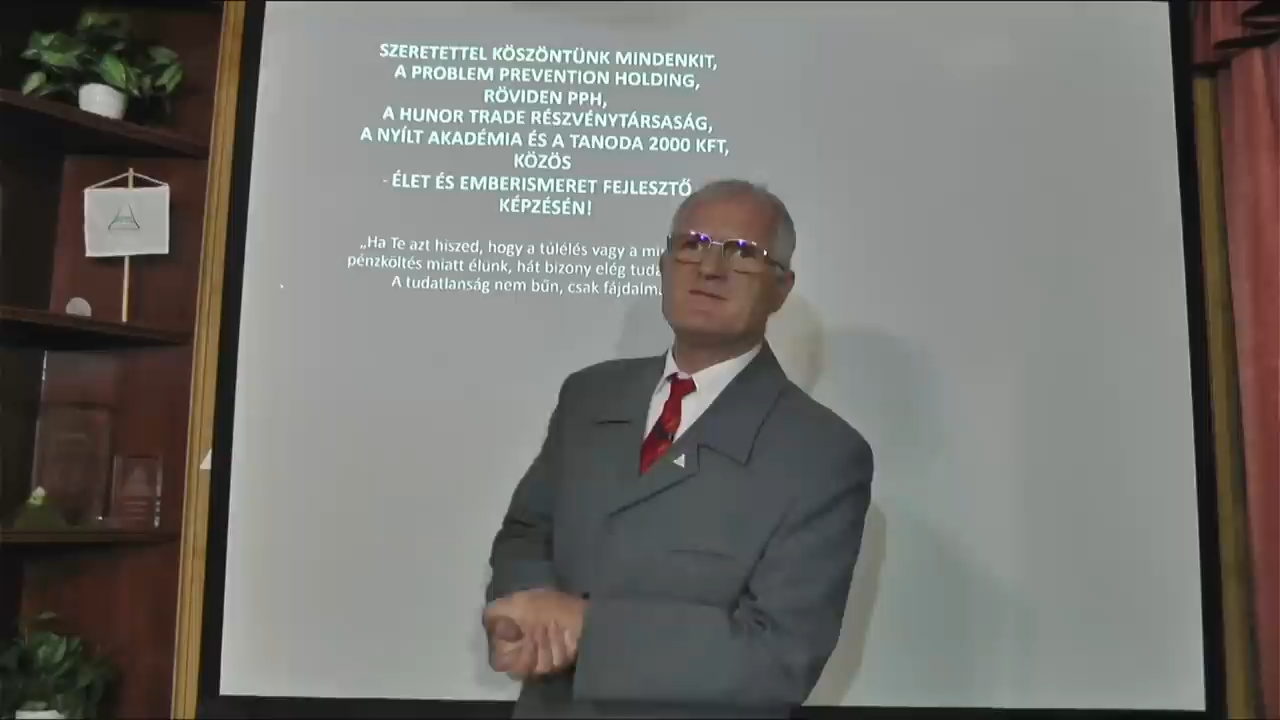 SZERETETTEL KÖSZÖNTÜNK MINDENKIT,
A PROBLEM PREVENTION HOLDING,
RÖVIDEN PPH,
A HUNOR TRADE RÉSZVÉNYTÁRSASÁG,
A NYÍLT AKADÉMIA ÉS A TANODA 2000 KFT,
KÖZÖS
- ÉLET ÉS EMBERISMERET FEJLESZTŐ
KÉPZÉSÉN!
„Ha Te azt hiszed, hogy a túlélés vagy a
pénzköltés miatt élünk, hát bizony elég
A tudatlanság nem bűn, csak